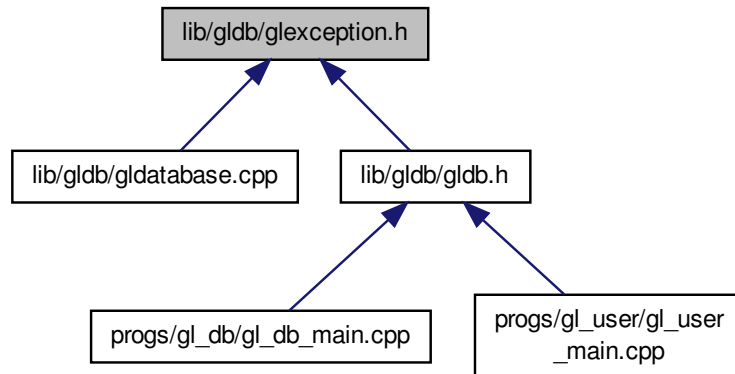 lib/gldb/glexception.h
lib/gldb/gldatabase.cpp
lib/gldb/gldb.h
progs/gl_db/gl_db_main.cpp
progs/gl_user/gl_user
_main.cpp